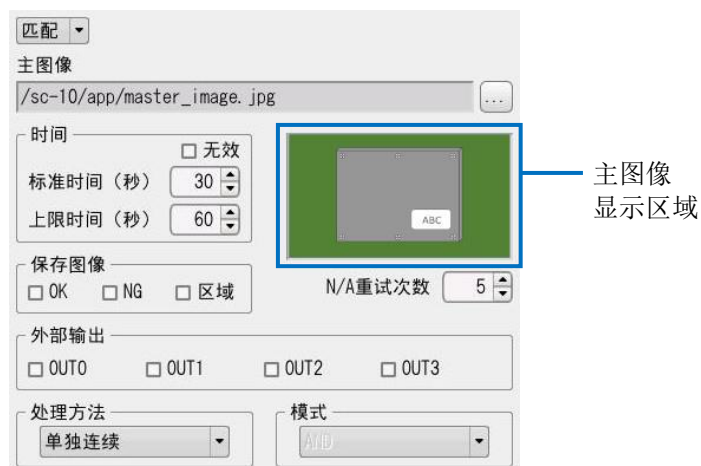 匹配
主图像
/sc-10/app/master_image.jpg
...
时间
无效
标准时间（秒） 30
上限时间（秒） 60
ABC
主图像
显示区域
保存图像
OK NG 区域
N/A重试次数 5
外部输出
OUT0 OUT1 OUT2 OUT3
处理方法
单独连续
模式
AND